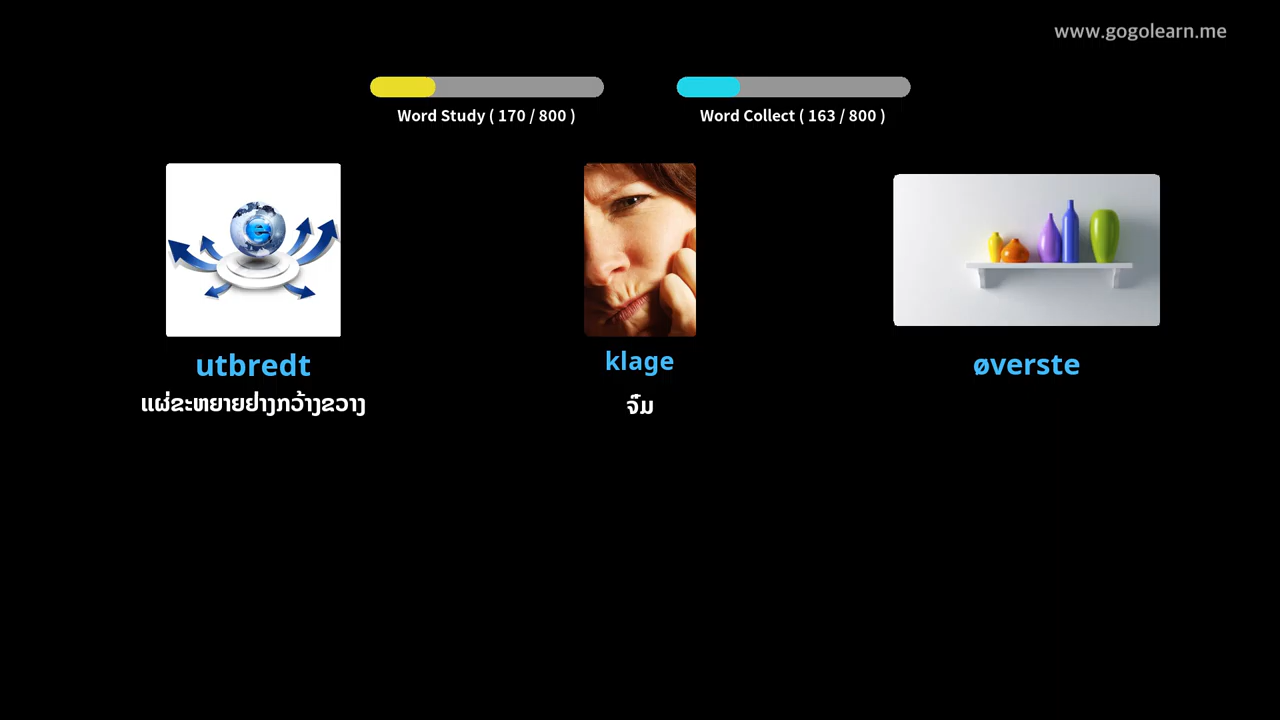 www.gogolearn.me
Word Study ( 170 / 800 )
Word Collect ( 163 / 800 )
e
utbredt
klage
øverste
ແຜ່ຂະຫຍາຍຢ່າງກວ້າງຂວາງ
ຈົ່ມ